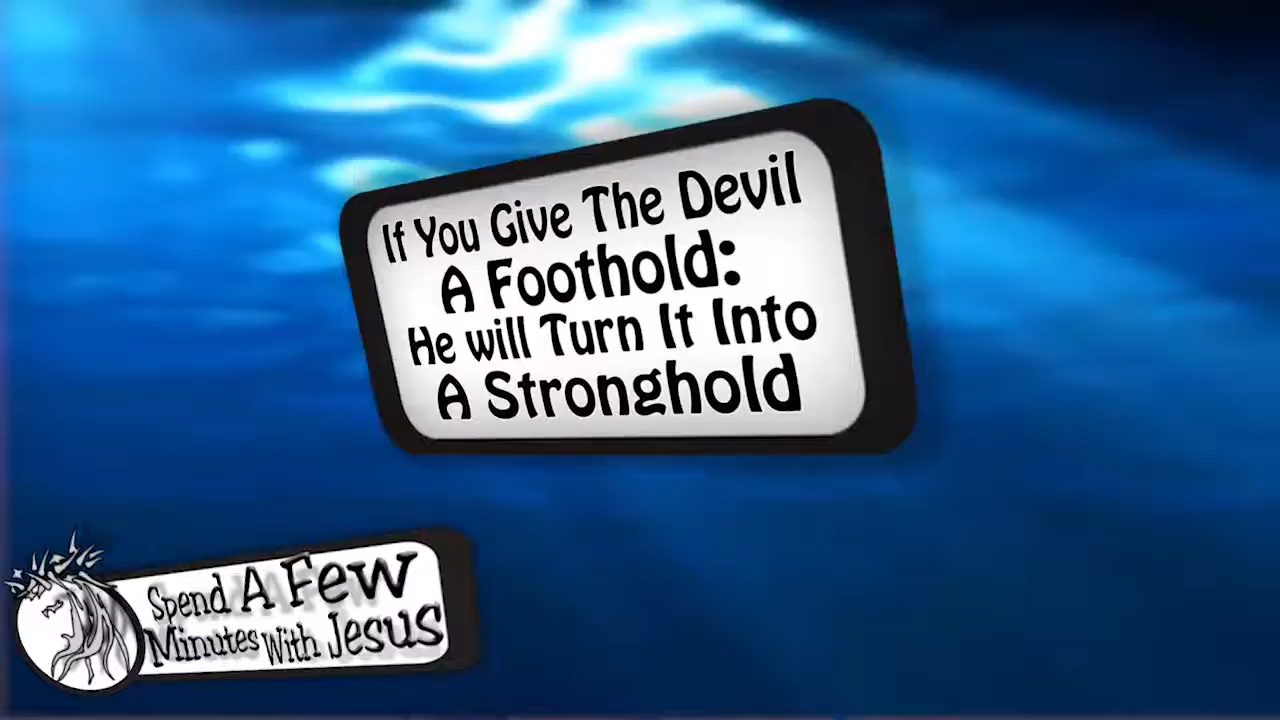 If You Give The Devil
A Foothold:
He will Turn It Into
A Stronghold
Spend A Few
Minutes With Jesus